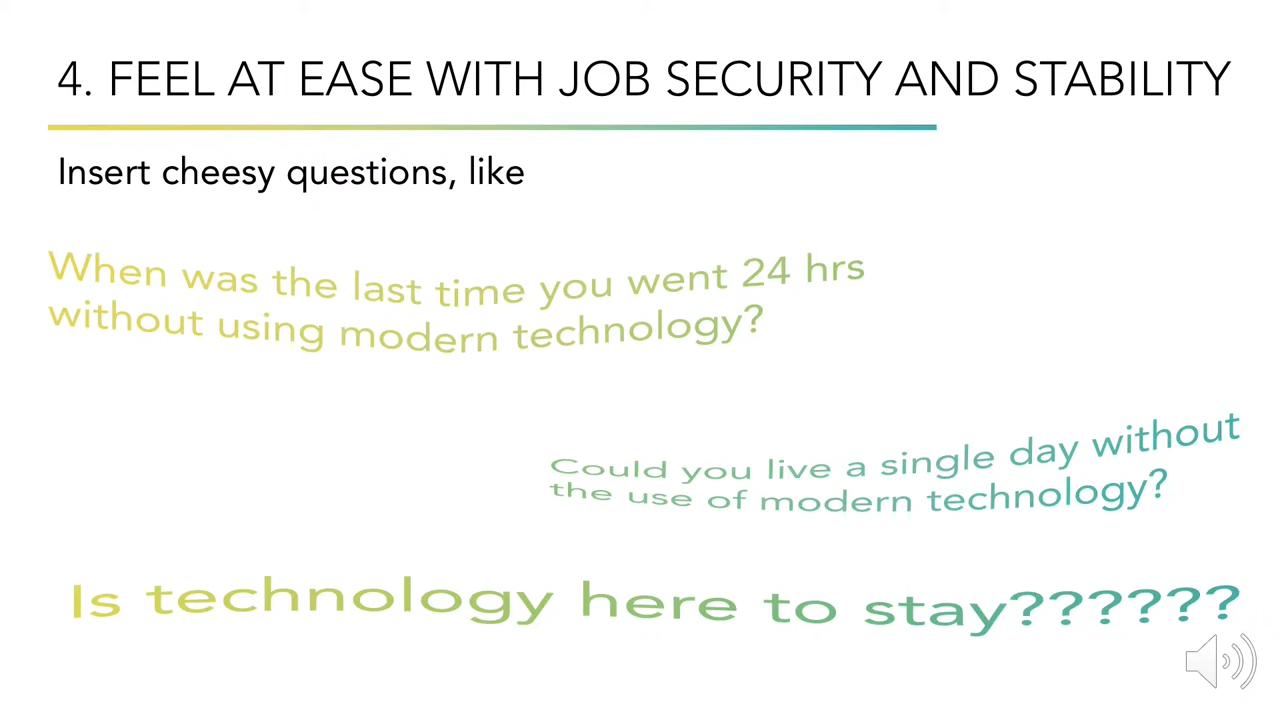 4. FEEL AT EASE WITH JOB SECURITY AND STABILITY
Insert cheesy questions, like
When was the last time you went 24 hrs
without using modern technology?
Could you live a single day without
the use of modern technology?
Is technology here to stay??????